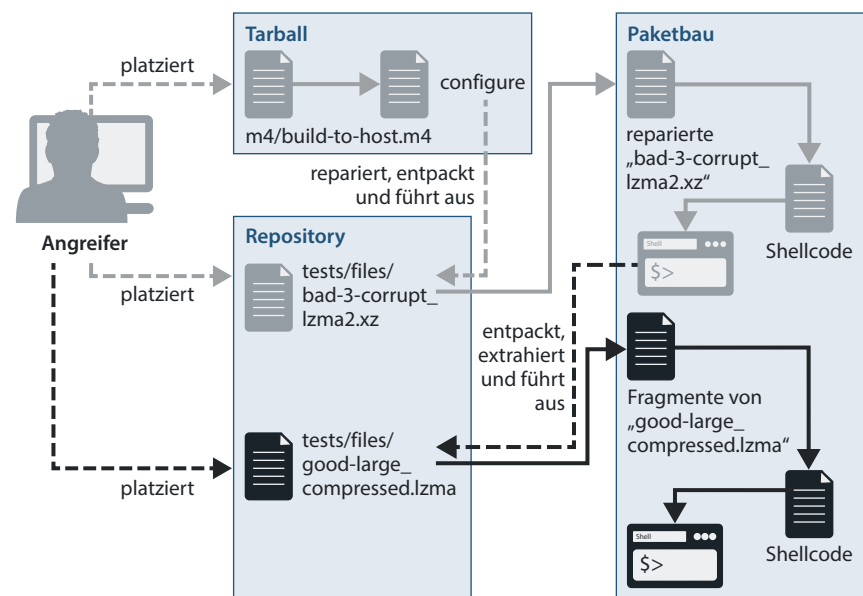 Tarball
platziert
configure
m4/build-to-host.m4
repariert, entpackt
und führt aus
Angreifer
platziert
Repository
tests/files/
bad-3-corrupt_
lzma2.xz
entpackt,
extrahiert
und führt
aus
platziert
tests/files/
good-large_
compressed.lzma
Paketbau
reparierte
„bad-3-corrupt_
lzma2.xz“
Shellcode
Shell
$>
Fragmente von
„good-large_
compressed.lzma“
Shellcode
Shell
$>